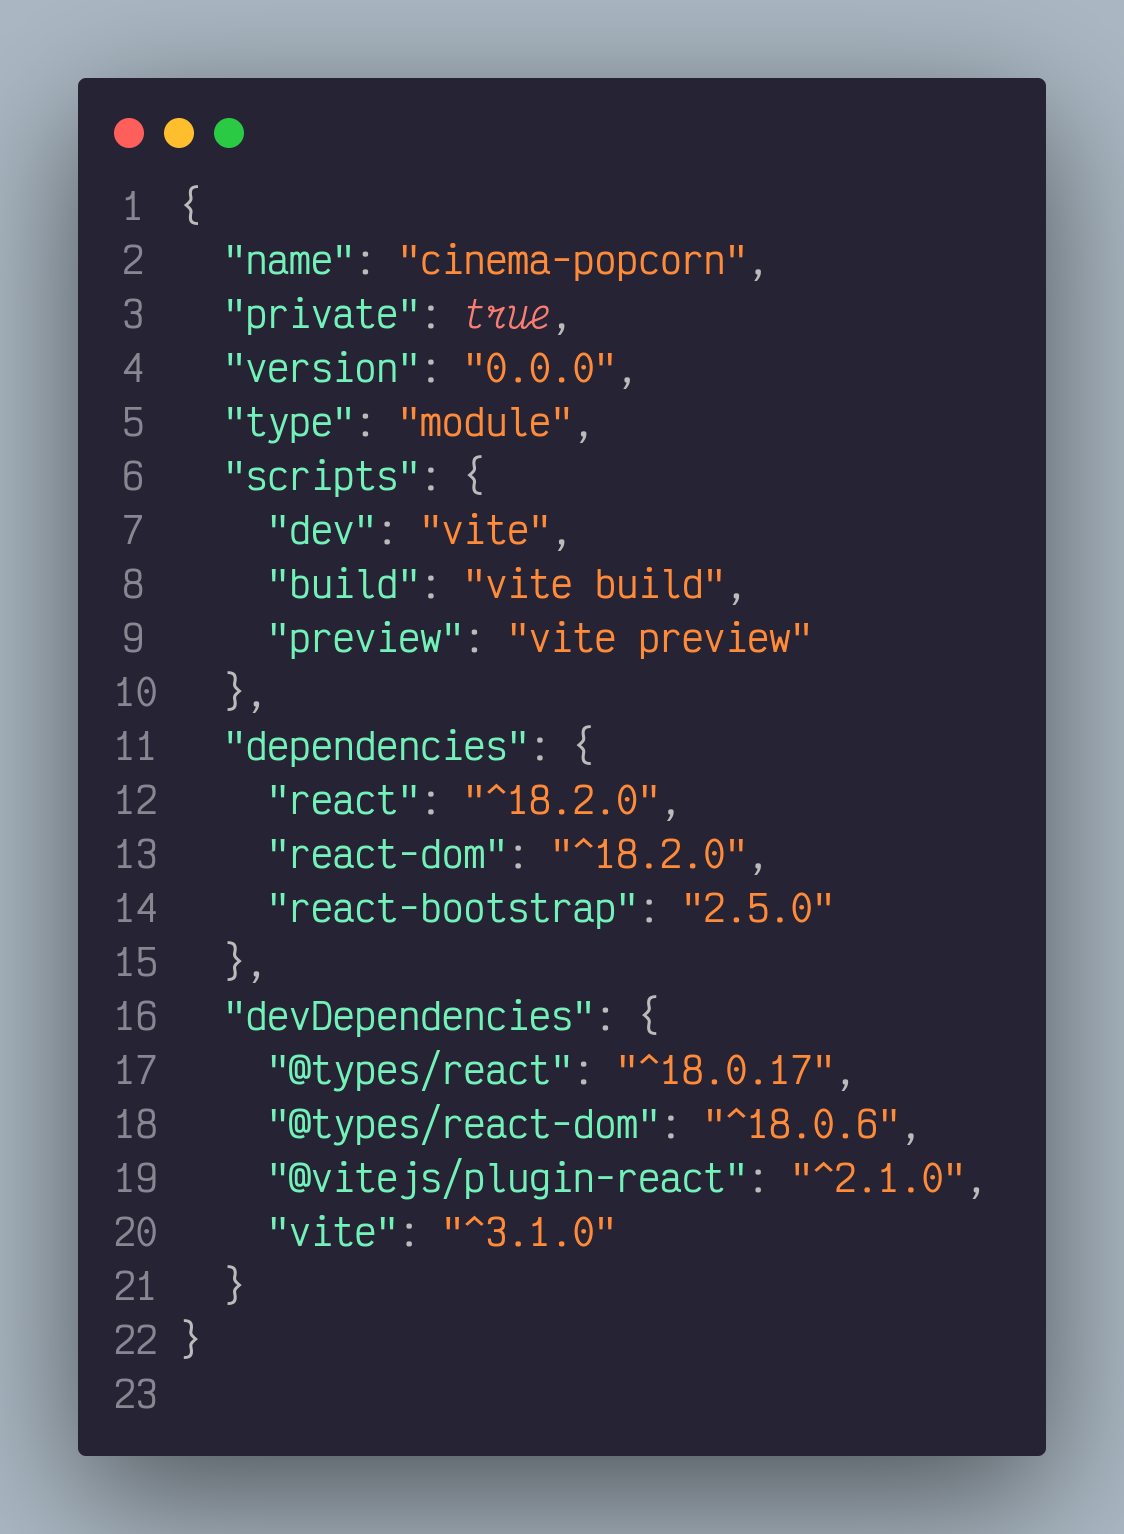 1 {
2   "name": "cinema-popcorn",
3   "private": true,
4   "version": "0.0.0",
5   "type": "module",
6   "scripts": {
7     "dev": "vite",
8     "build": "vite build",
9     "preview": "vite preview"
10   },
11   "dependencies": {
12     "react": "^18.2.0",
13     "react-dom": "^18.2.0",
14     "react-bootstrap": "2.5.0"
15   },
16   "devDependencies": {
17     "@types/react": "^18.0.17",
18     "@types/react-dom": "^18.0.6",
19     "@vitejs/plugin-react": "^2.1.0",
20     "vite": "^3.1.0"
21   }
22 }
23